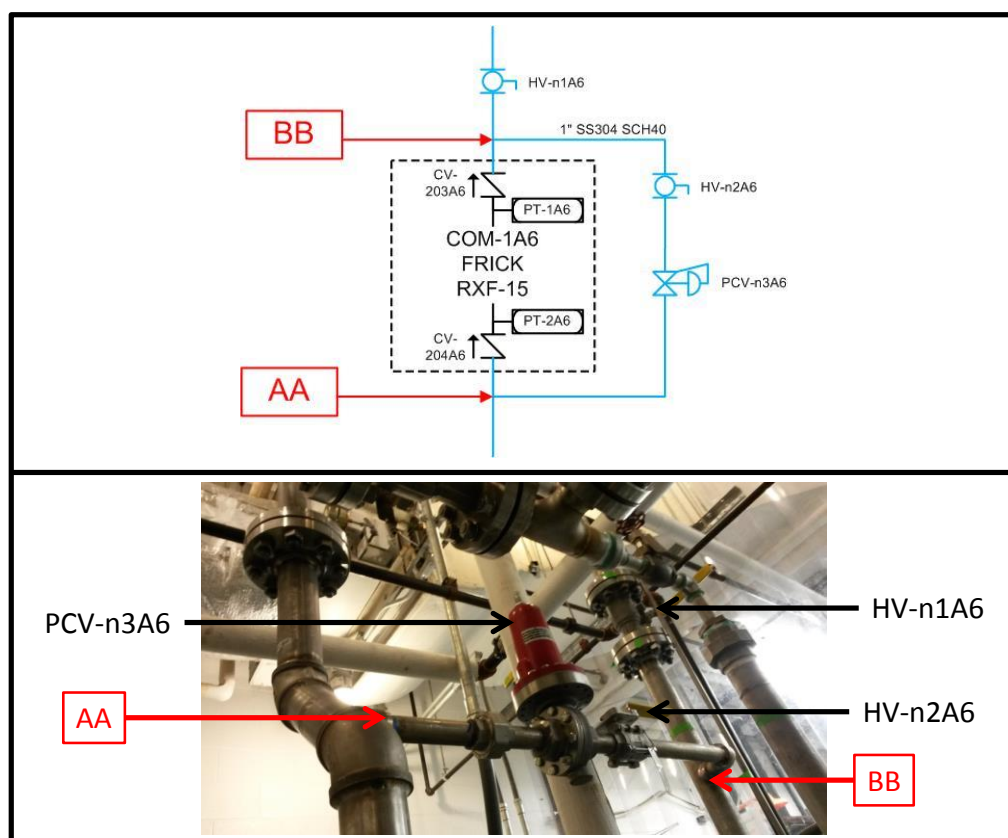 HV-n1A6
BB
1" SS304 SCH40
CV-
203A6
PT-1A6
HV-n2A6
COM-1A6
FRICK
RXF-15
PCV-n3A6
PT-2A6
CV-
204A6
AA
PCV-n3A6
HV-n1A6
AA
HV-n2A6
BB